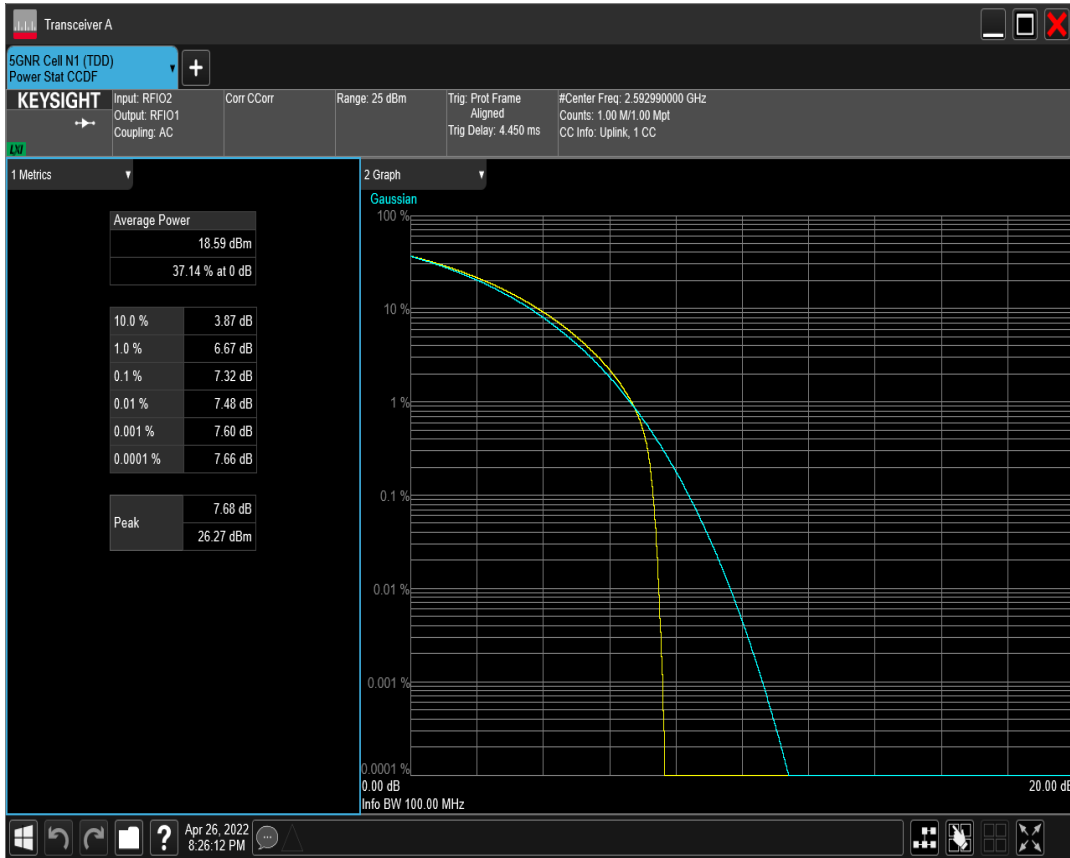 Transceiver A
5GNR Cell N1 (TDD)
Power Stat CCDF
KEYSIGHT
LXI
Input: RFIO2
Output: RFIO1
Coupling: AC
Corr CCorr
Range: 25 dBm
Trig: Prot Frame
Aligned
Trig Delay: 4.450 ms
#Center Freq: 2.592990000 GHz
Counts: 1.00 M/1.00 Mpt
CC Info: Uplink, 1 CC
1 Metrics
Average Power
18.59 dBm
37.14 % at 0 dB
10.0 % 3.87 dB
1.0 % 6.67 dB
0.1 % 7.32 dB
0.01 % 7.48 dB
0.001 % 7.60 dB
0.0001 % 7.66 dB
Peak
7.68 dB
26.27 dBm
2 Graph
Gaussian
100 %
10 %
1 %
0.1 %
0.01 %
0.001 %
0.0001 %
0.00 dB 20.00 dB
Info BW 100.00 MHz
? Apr 26, 2022
8:26:12 PM